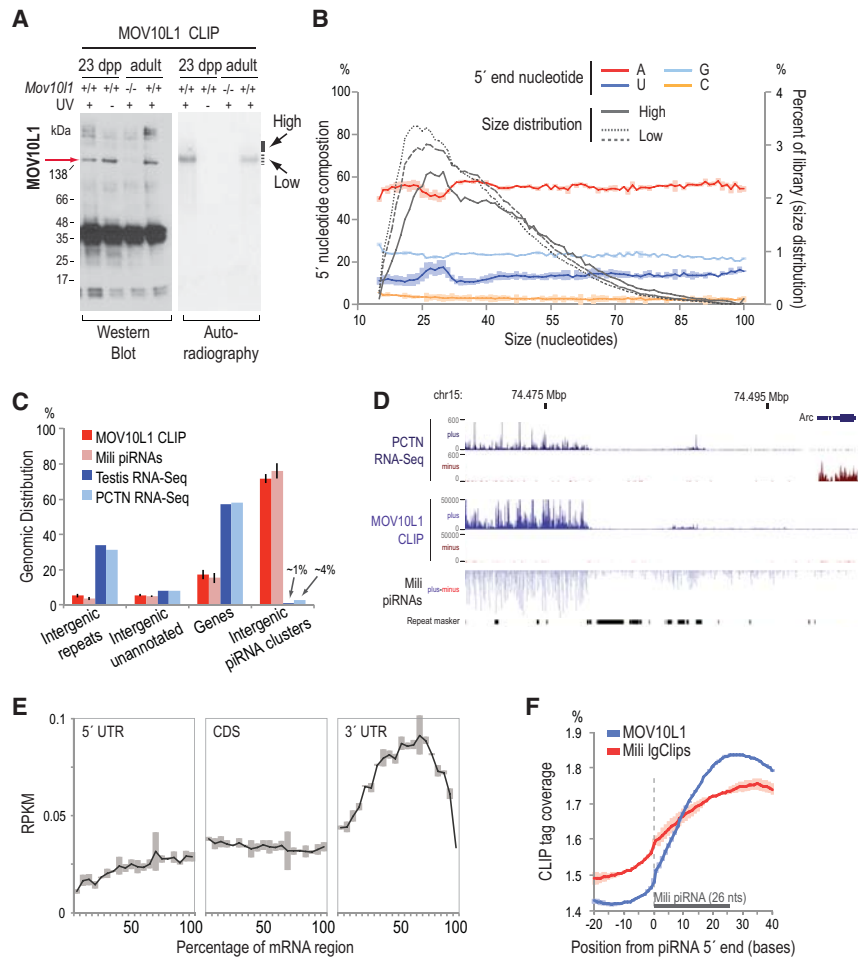 A
MOV10L1 CLIP
23 dpp adult 23 dpp adult
Mov10l1 +/+ +/+ -/- +/+ +/+ +/+ -/- +/+
UV + - + + + - + +
MOV10L1
kDa
138
66
48
35
25
17
High
Low
Western
Blot
Auto-
radiography
B
5´ end nucleotide
A G
U C
Size distribution
High
Low
%
100
80
60
40
20
0
5´ nucleotide compostion
10 25 40 55 70 85 100
Size (nucleotides)
%
4
3
2
1
0
Percent of library (size distribution)
C
%
100
80
60
40
20
0
Genomic Distribution
MOV10L1 CLIP
Mili piRNAs
Testis RNA-Seq
PCTN RNA-Seq
~1% ~4%
Intergenic
repeats
Intergenic
unannotated
Genes
Intergenic
piRNA clusters
D
chr15: 74.475 Mbp 74.495 Mbp
Arc
PCTN
RNA-Seq
600
plus
0
600
minus
0
MOV10L1
CLIP
50000
plus
0
50000
minus
0
Mili
piRNAs
plus-minus
Repeat masker
E
0.1
0.05
0
RPKM
5´ UTR
CDS
3´ UTR
50 100 50 100 50 100
Percentage of mRNA region
F
%
MOV10L1
Mili IgClips
1.9
1.8
1.7
1.6
1.5
1.4
CLIP tag coverage
Mili piRNA (26 nts)
-20 -10 0 10 20 30 40
Position from piRNA 5´ end (bases)